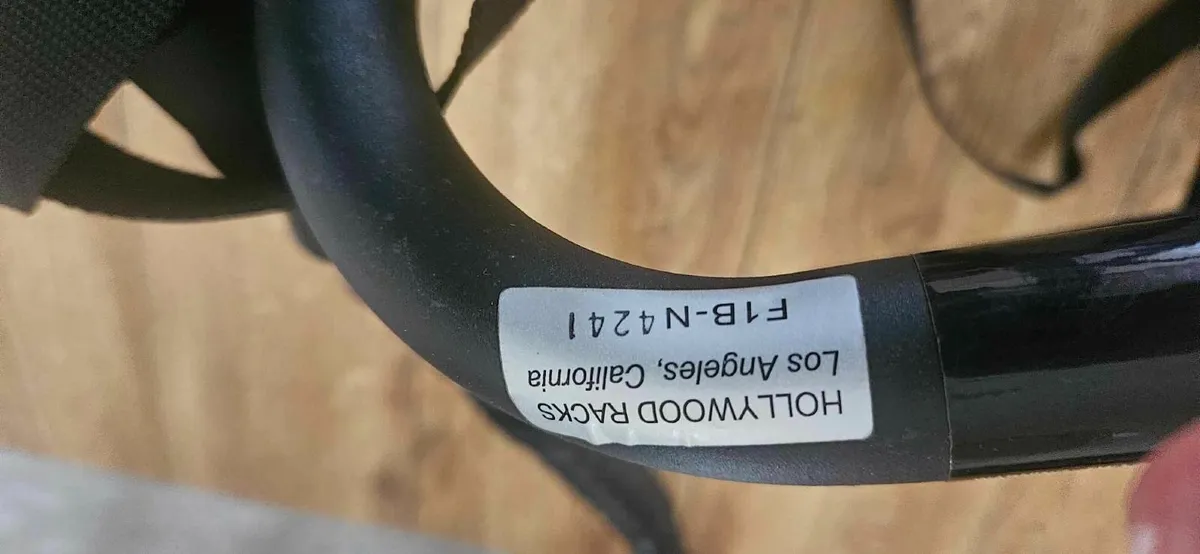 HOLLYWOOD RACKS
Los Angeles, California
F1B-N4241